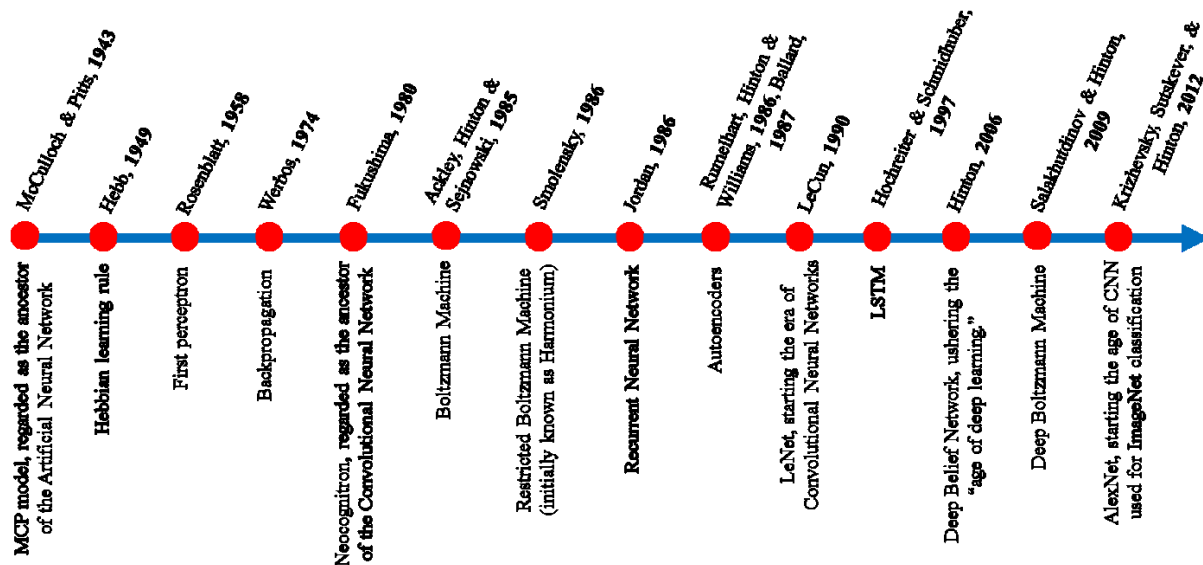 McCulloch & Pitts, 1943
Hebb, 1949
Rosenblatt, 1958
Werbos, 1974
Fukushima, 1980
Ackley, Hinton &
Sejnowski, 1985
Smolensky, 1986
Jordan, 1986
Rumelhart, Hinton &
Williams, 1986, Ballard,
1987
LeCun, 1990
Hochreiter & Schmidhuber,
1997
Hinton, 2006
Salakhutdinov & Hinton,
2009
Krizhevsky, Sutskever, &
Hinton, 2012
MCP model, regarded as the ancestor
of the Artificial Neural Network
Hebbian learning rule
First perceptron
Backpropagation
Neocognitron, regarded as the ancestor
of the Convolutional Neural Network
Boltzmann Machine
Restricted Boltzmann Machine
(initially known as Harmonium)
Recurrent Neural Network
Autoencoders
LeNet, starting the era of
Convolutional Neural Networks
LSTM
Deep Belief Network, ushering the
“age of deep learning.”
Deep Boltzmann Machine
AlexNet, starting the age of CNN
used for ImageNet classification